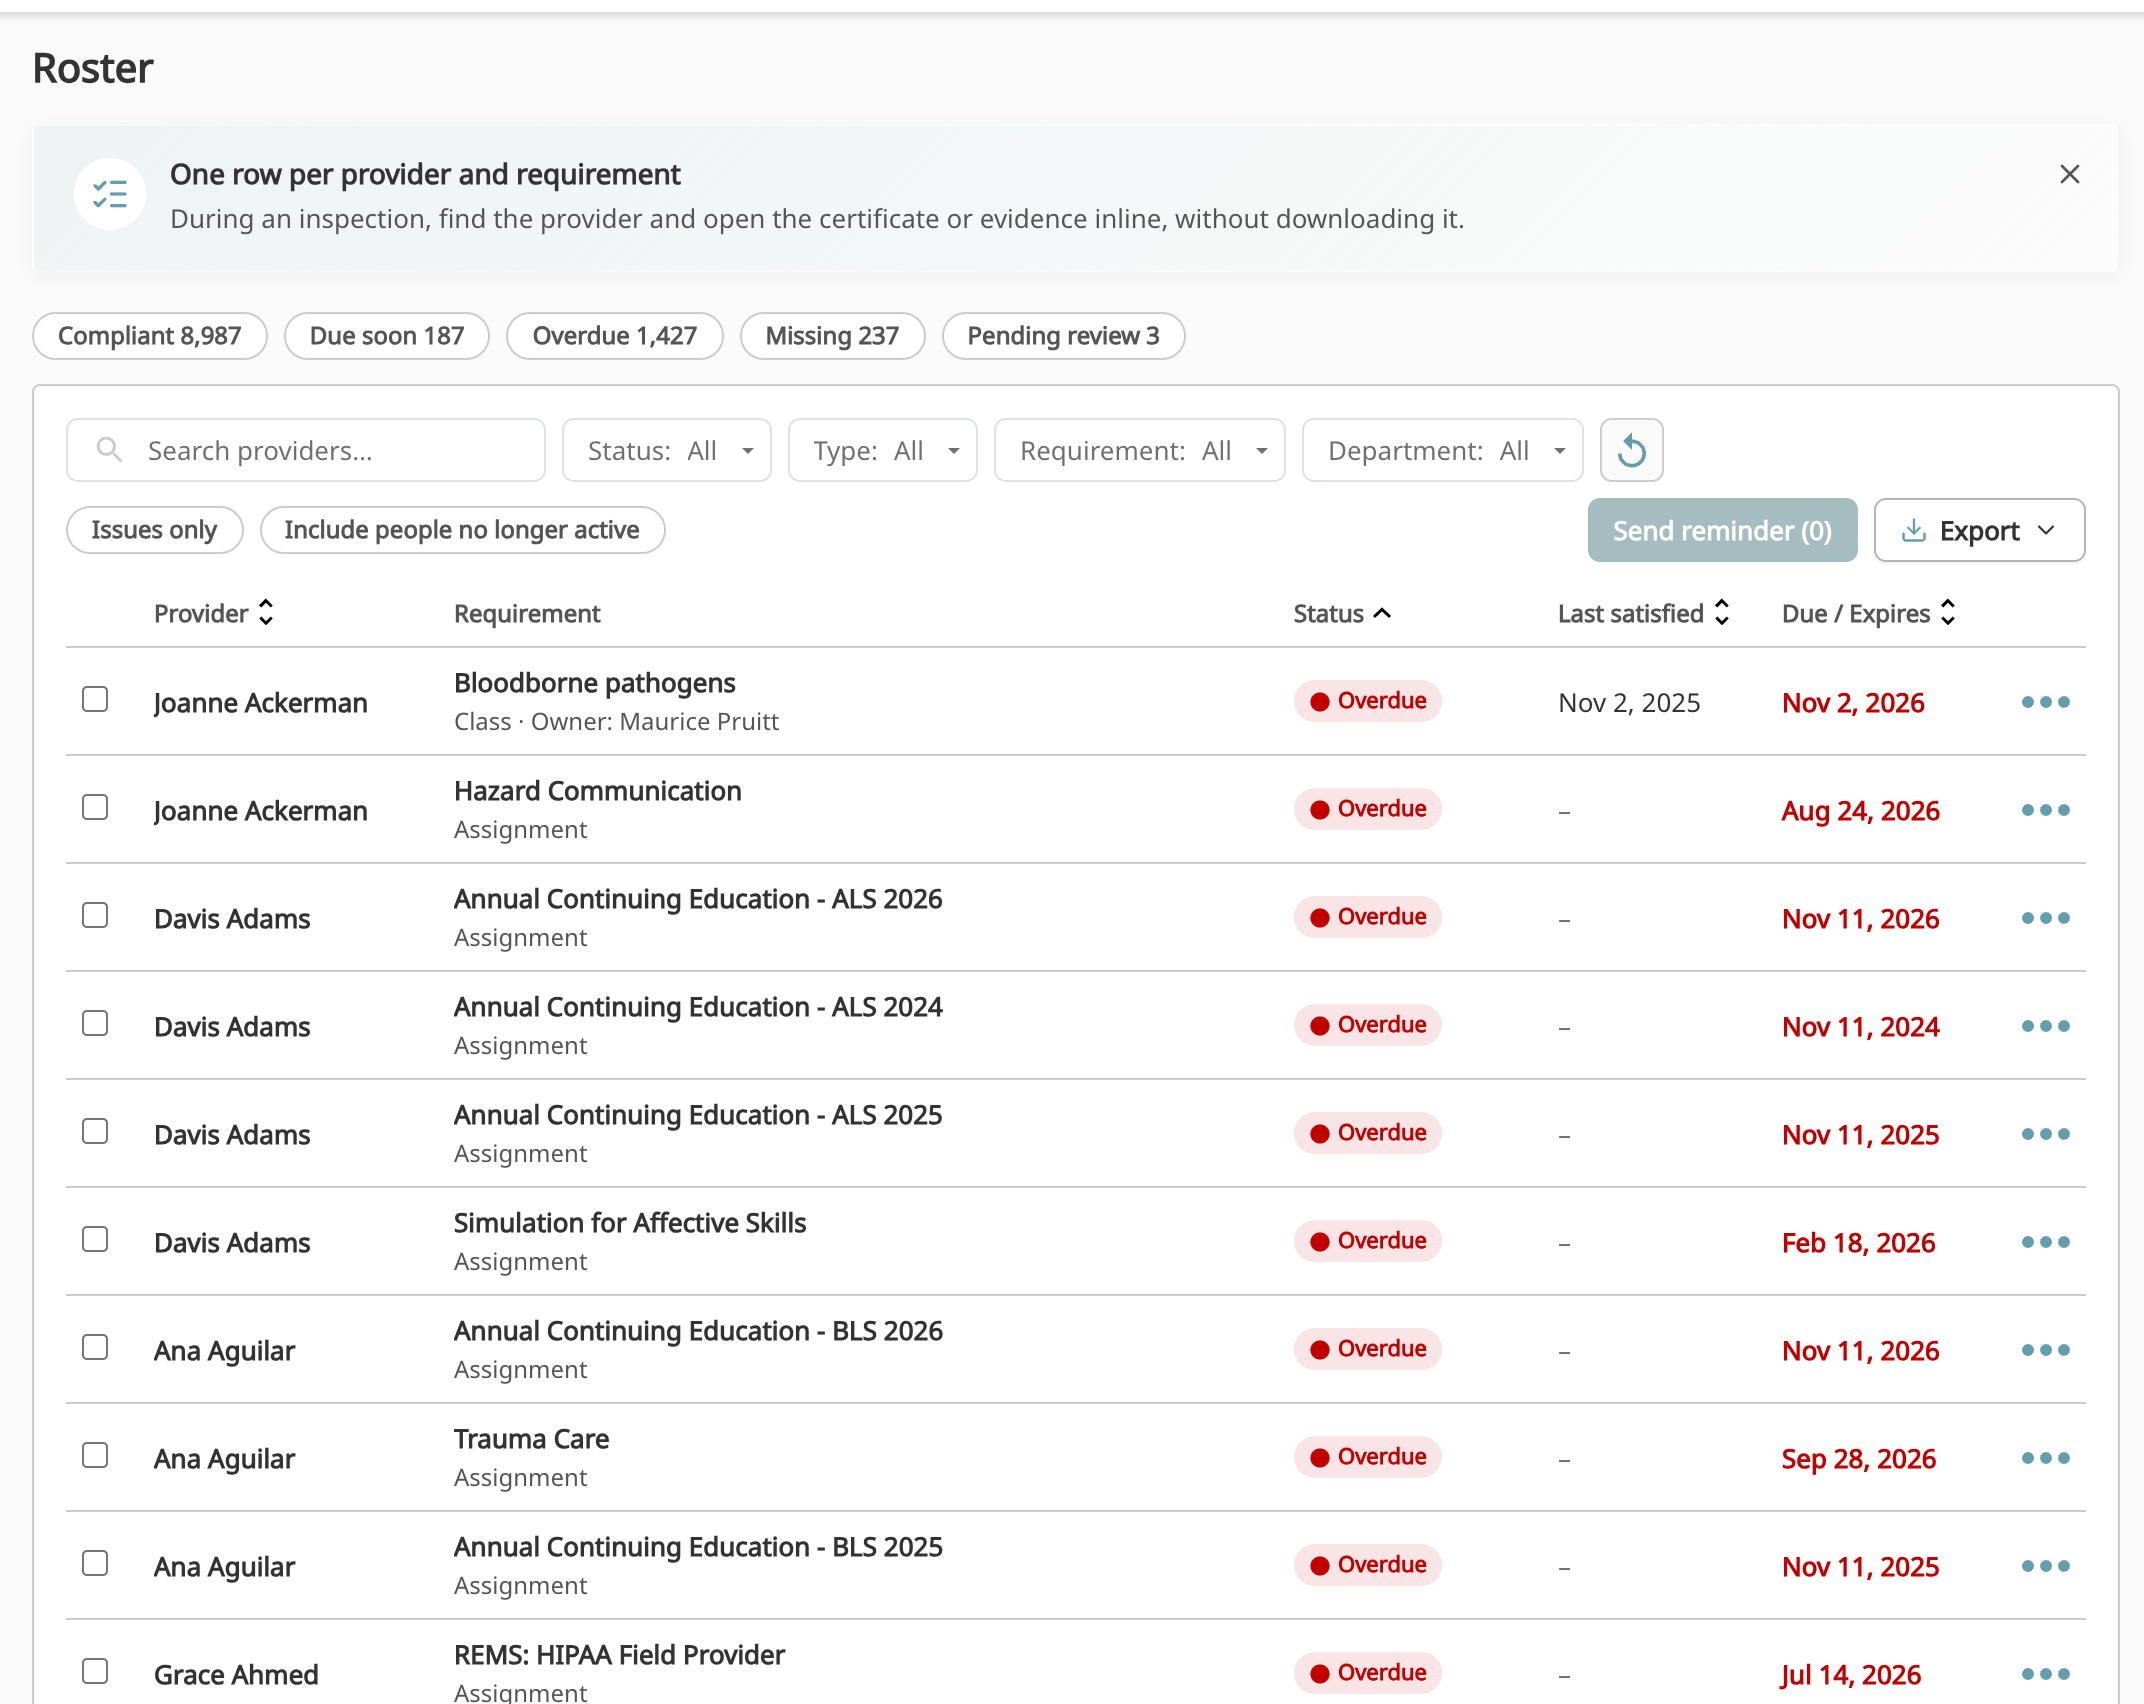 Roster
One row per provider and requirement
During an inspection, find the provider and open the certificate or evidence inline, without downloading it.
Compliant 8,987 Due soon 187 Overdue 1,427 Missing 237 Pending review 3
Search providers... Status: All Type: All Requirement: All Department: All
Issues only Include people no longer active Send reminder (0) Export
Provider Requirement Status Last satisfied Due / Expires
Joanne Ackerman Bloodborne pathogens Overdue Nov 2, 2025 Nov 2, 2026
Class · Owner: Maurice Pruitt
Joanne Ackerman Hazard Communication Overdue – Aug 24, 2026
Assignment
Davis Adams Annual Continuing Education - ALS 2026 Overdue – Nov 11, 2026
Assignment
Davis Adams Annual Continuing Education - ALS 2024 Overdue – Nov 11, 2024
Assignment
Davis Adams Annual Continuing Education - ALS 2025 Overdue – Nov 11, 2025
Assignment
Davis Adams Simulation for Affective Skills Overdue – Feb 18, 2026
Assignment
Ana Aguilar Annual Continuing Education - BLS 2026 Overdue – Nov 11, 2026
Assignment
Ana Aguilar Trauma Care Overdue – Sep 28, 2026
Assignment
Ana Aguilar Annual Continuing Education - BLS 2025 Overdue – Nov 11, 2025
Assignment
Grace Ahmed REMS: HIPAA Field Provider Overdue – Jul 14, 2026
Assignment